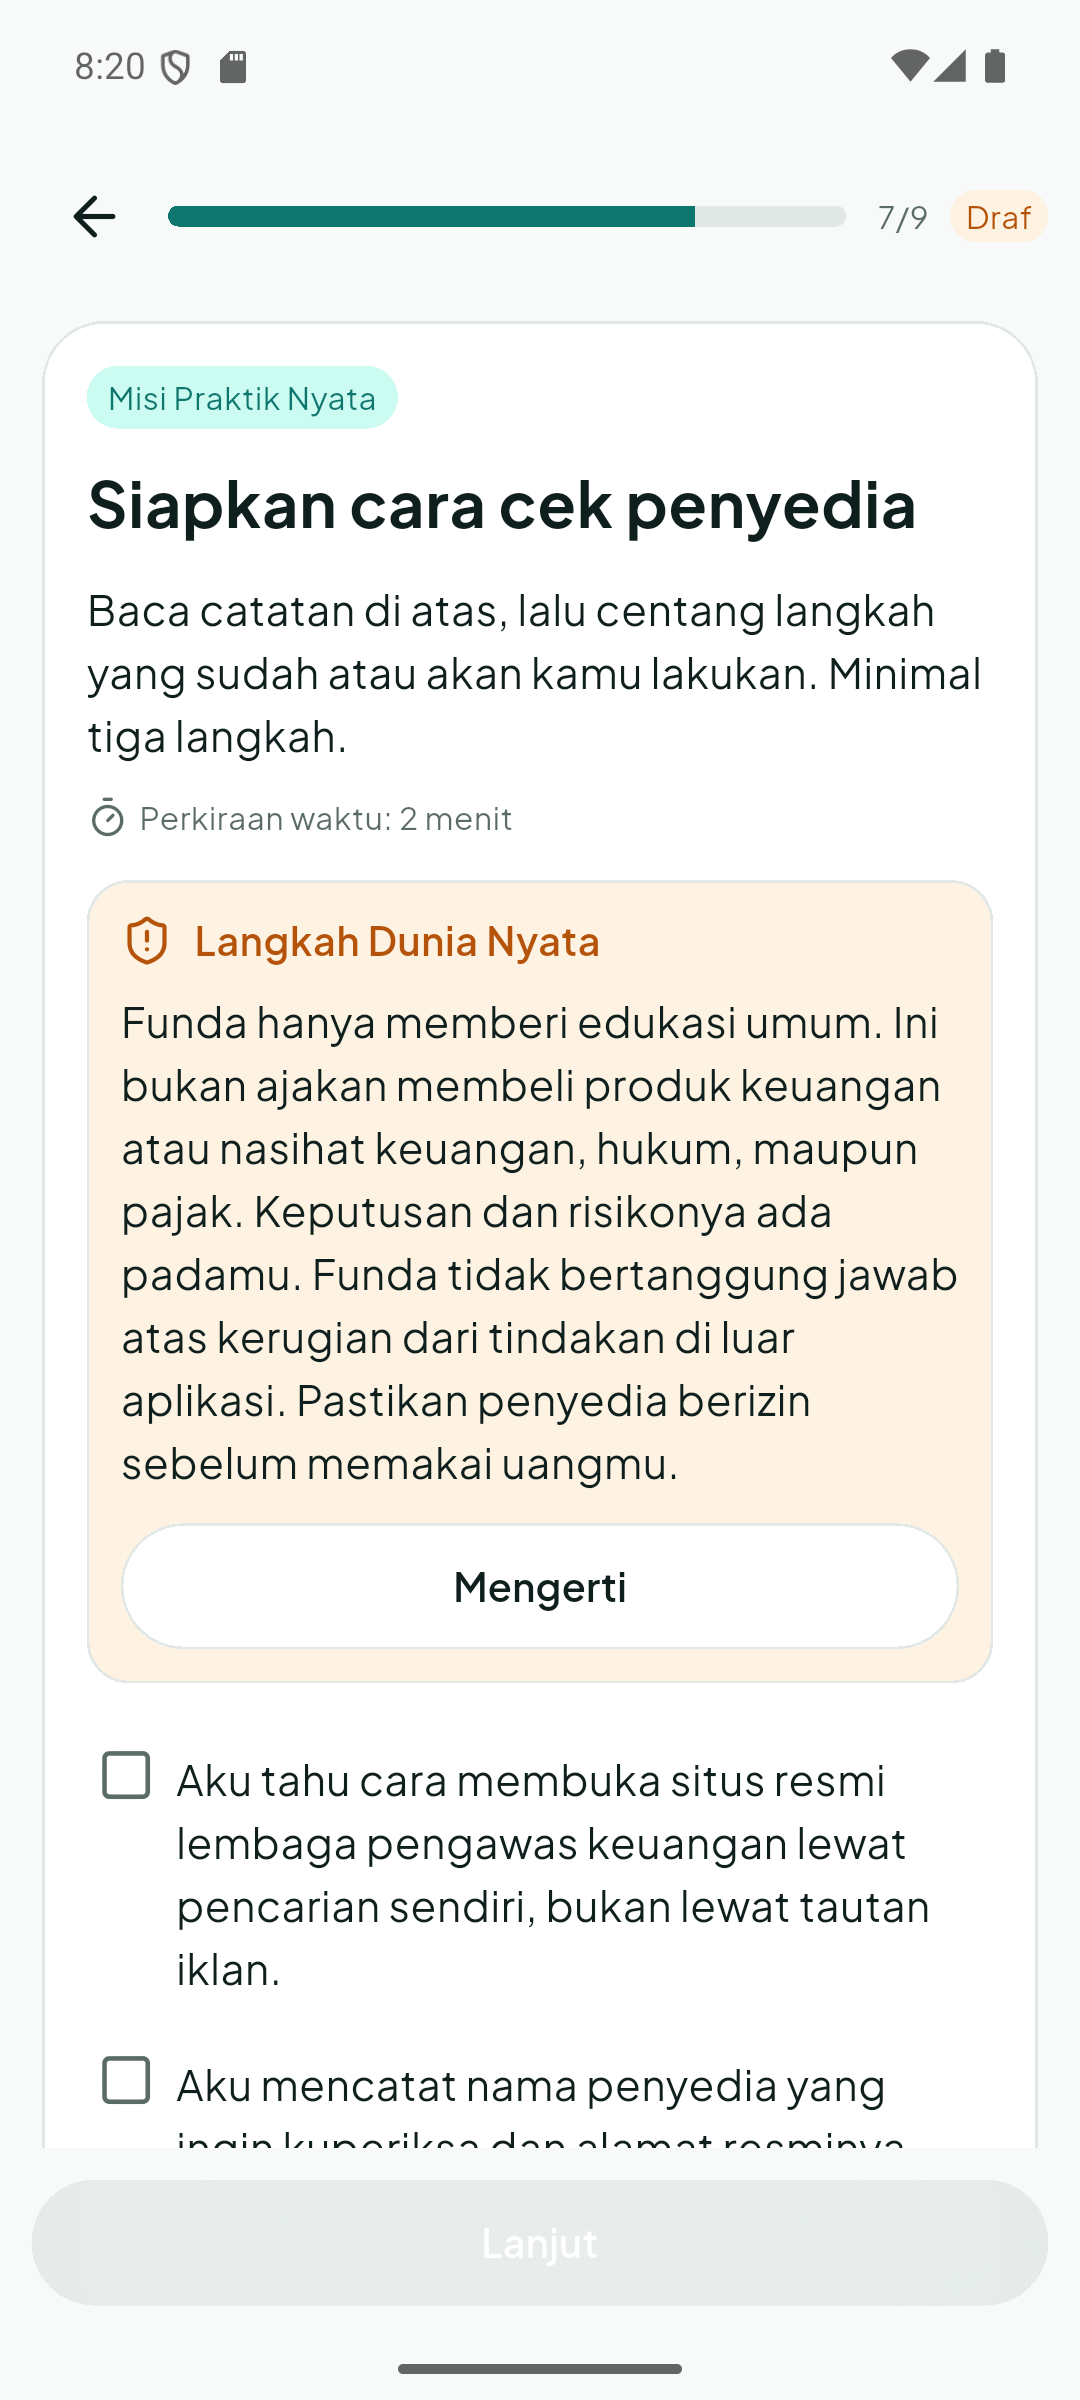 8:20
7/9
Draf
Misi Praktik Nyata
Siapkan cara cek penyedia
Baca catatan di atas, lalu centang langkah
yang sudah atau akan kamu lakukan. Minimal
tiga langkah.
Perkiraan waktu: 2 menit
Langkah Dunia Nyata
Funda hanya memberi edukasi umum. Ini
bukan ajakan membeli produk keuangan
atau nasihat keuangan, hukum, maupun
pajak. Keputusan dan risikonya ada
padamu. Funda tidak bertanggung jawab
atas kerugian dari tindakan di luar
aplikasi. Pastikan penyedia berizin
sebelum memakai uangmu.
Mengerti
Aku tahu cara membuka situs resmi
lembaga pengawas keuangan lewat
pencarian sendiri, bukan lewat tautan
iklan.
Aku mencatat nama penyedia yang
ingin kuperiksa dan alamat resminya
Lanjut